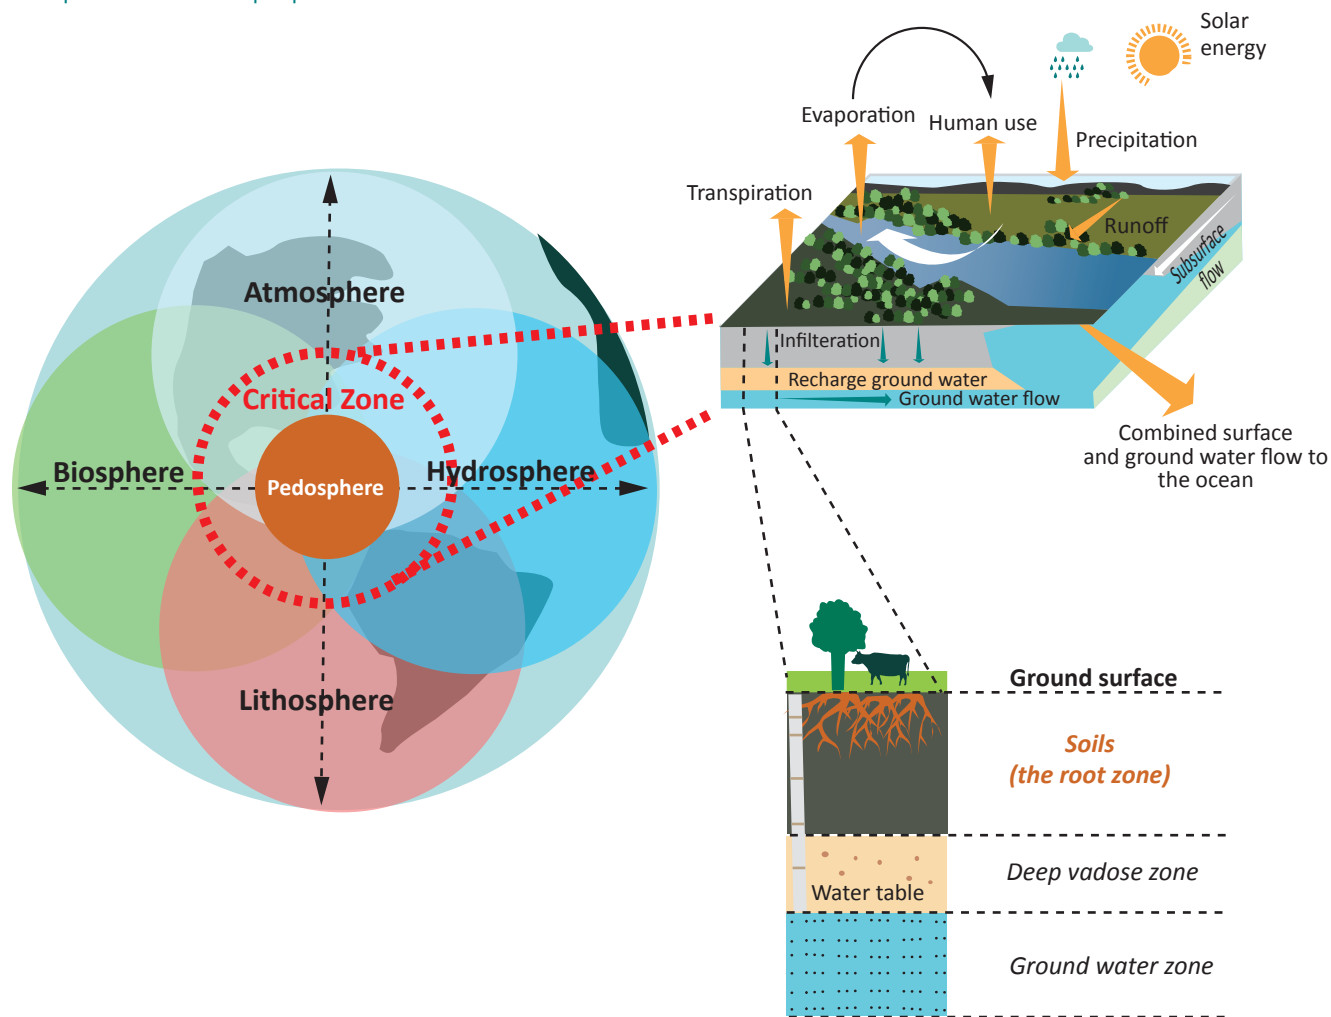 Solar
energy
Evaporation
Human use
Precipitation
Transpiration
Runoff
Subsurface
flow
Atmosphere
Infilteration
Recharge ground water
Ground water flow
Critical Zone
Combined surface
and ground water flow to
the ocean
Biosphere
Hydrosphere
Pedosphere
Lithosphere
Ground surface
Soils
(the root zone)
Deep vadose zone
Water table
Ground water zone